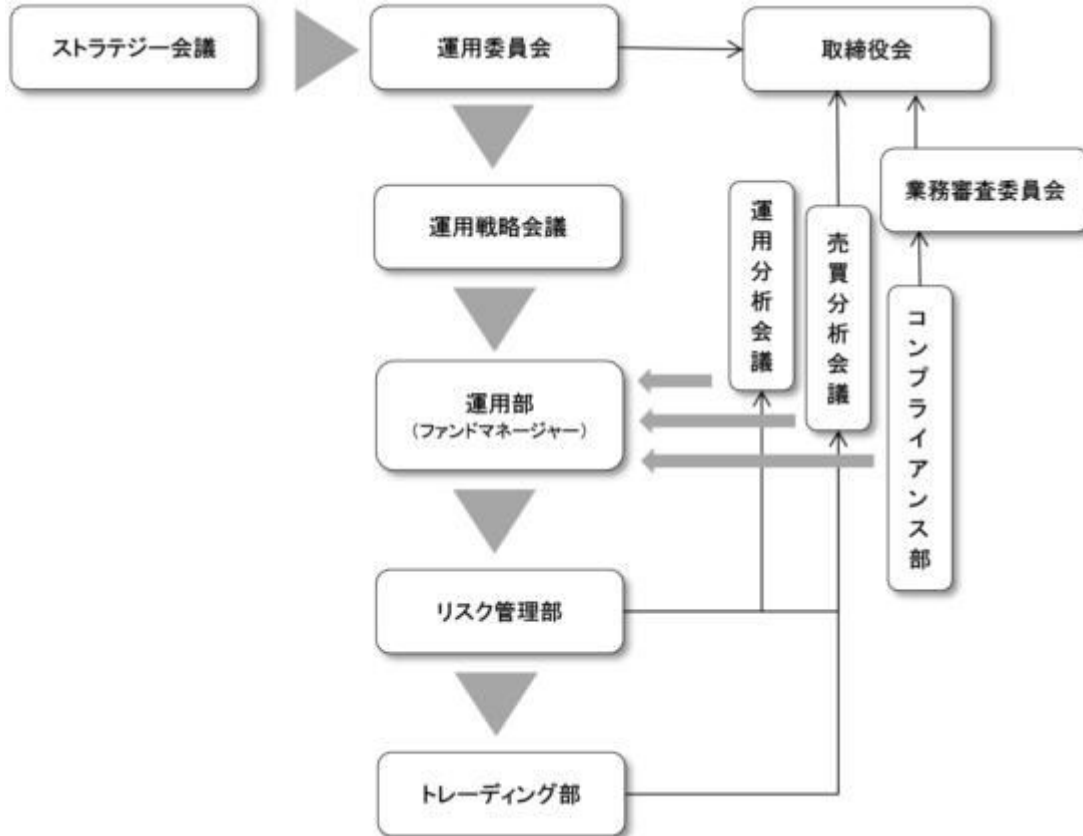 ストラテジー会議
運用委員会
取締役会
業務審査委員会
運用戦略会議
運用分析会議
売買分析会議
コンプライアンス部
運用部
(ファンドマネージャー)
リスク管理部
トレーディング部